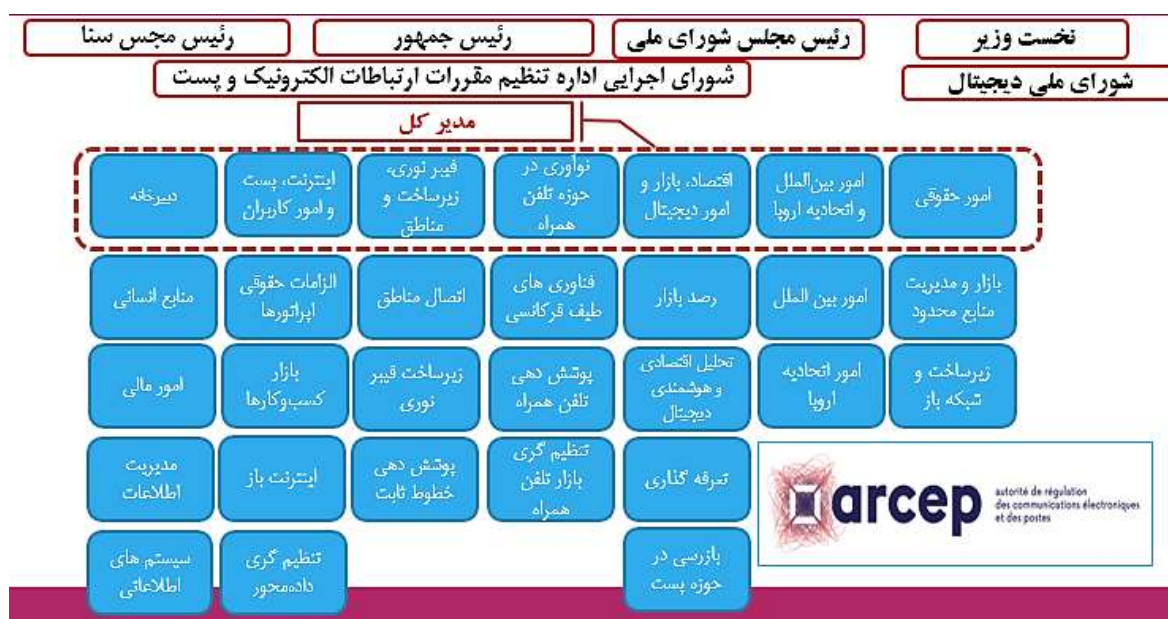 نخست وزیر
رئیس مجلس شورای ملی
رئیس جمهور
رئیس مجس سنا
شورای ملی دیجیتال
شورای اجرایی اداره تنظیم مقررات ارتباطات الکترونیک و پست
مدیر کل
امور حقوقی
امور بین‌الملل
و اتحادیه اروپا
اقتصاد، بازار و
امور دیجیتال
نوآوری در
حوزه تلفن
همراه
فیبر نوری،
زیرساخت و
مناطق
اینترنت، پست
و امور کاربران
دبیرخانه
بازار و مدیریت
منابع محدود
امور بین الملل
رصد بازار
فناوری های
طیف فرکانسی
اتصال مناطق
الزامات حقوقی
اپراتورها
منابع انسانی
زیرساخت و
شبکه باز
امور اتحادیه
اروپا
تحلیل اقتصادی
و هوشمندی
دیجیتال
پوشش دهی
تلفن همراه
زیرساخت فیبر
نوری
بازار
کسب‌وکارها
امور مالی
تعرفه گذاری
تنظیم گری
بازار تلفن
همراه
پوشش دهی
خطوط ثابت
اینترنت باز
مدیریت
اطلاعات
بازرسی در
حوزه پست
تنظیم گری
داده‌محور
سیستم های
اطلاعاتی
arcep
autorité de régulation
des communications électroniques
et des postes